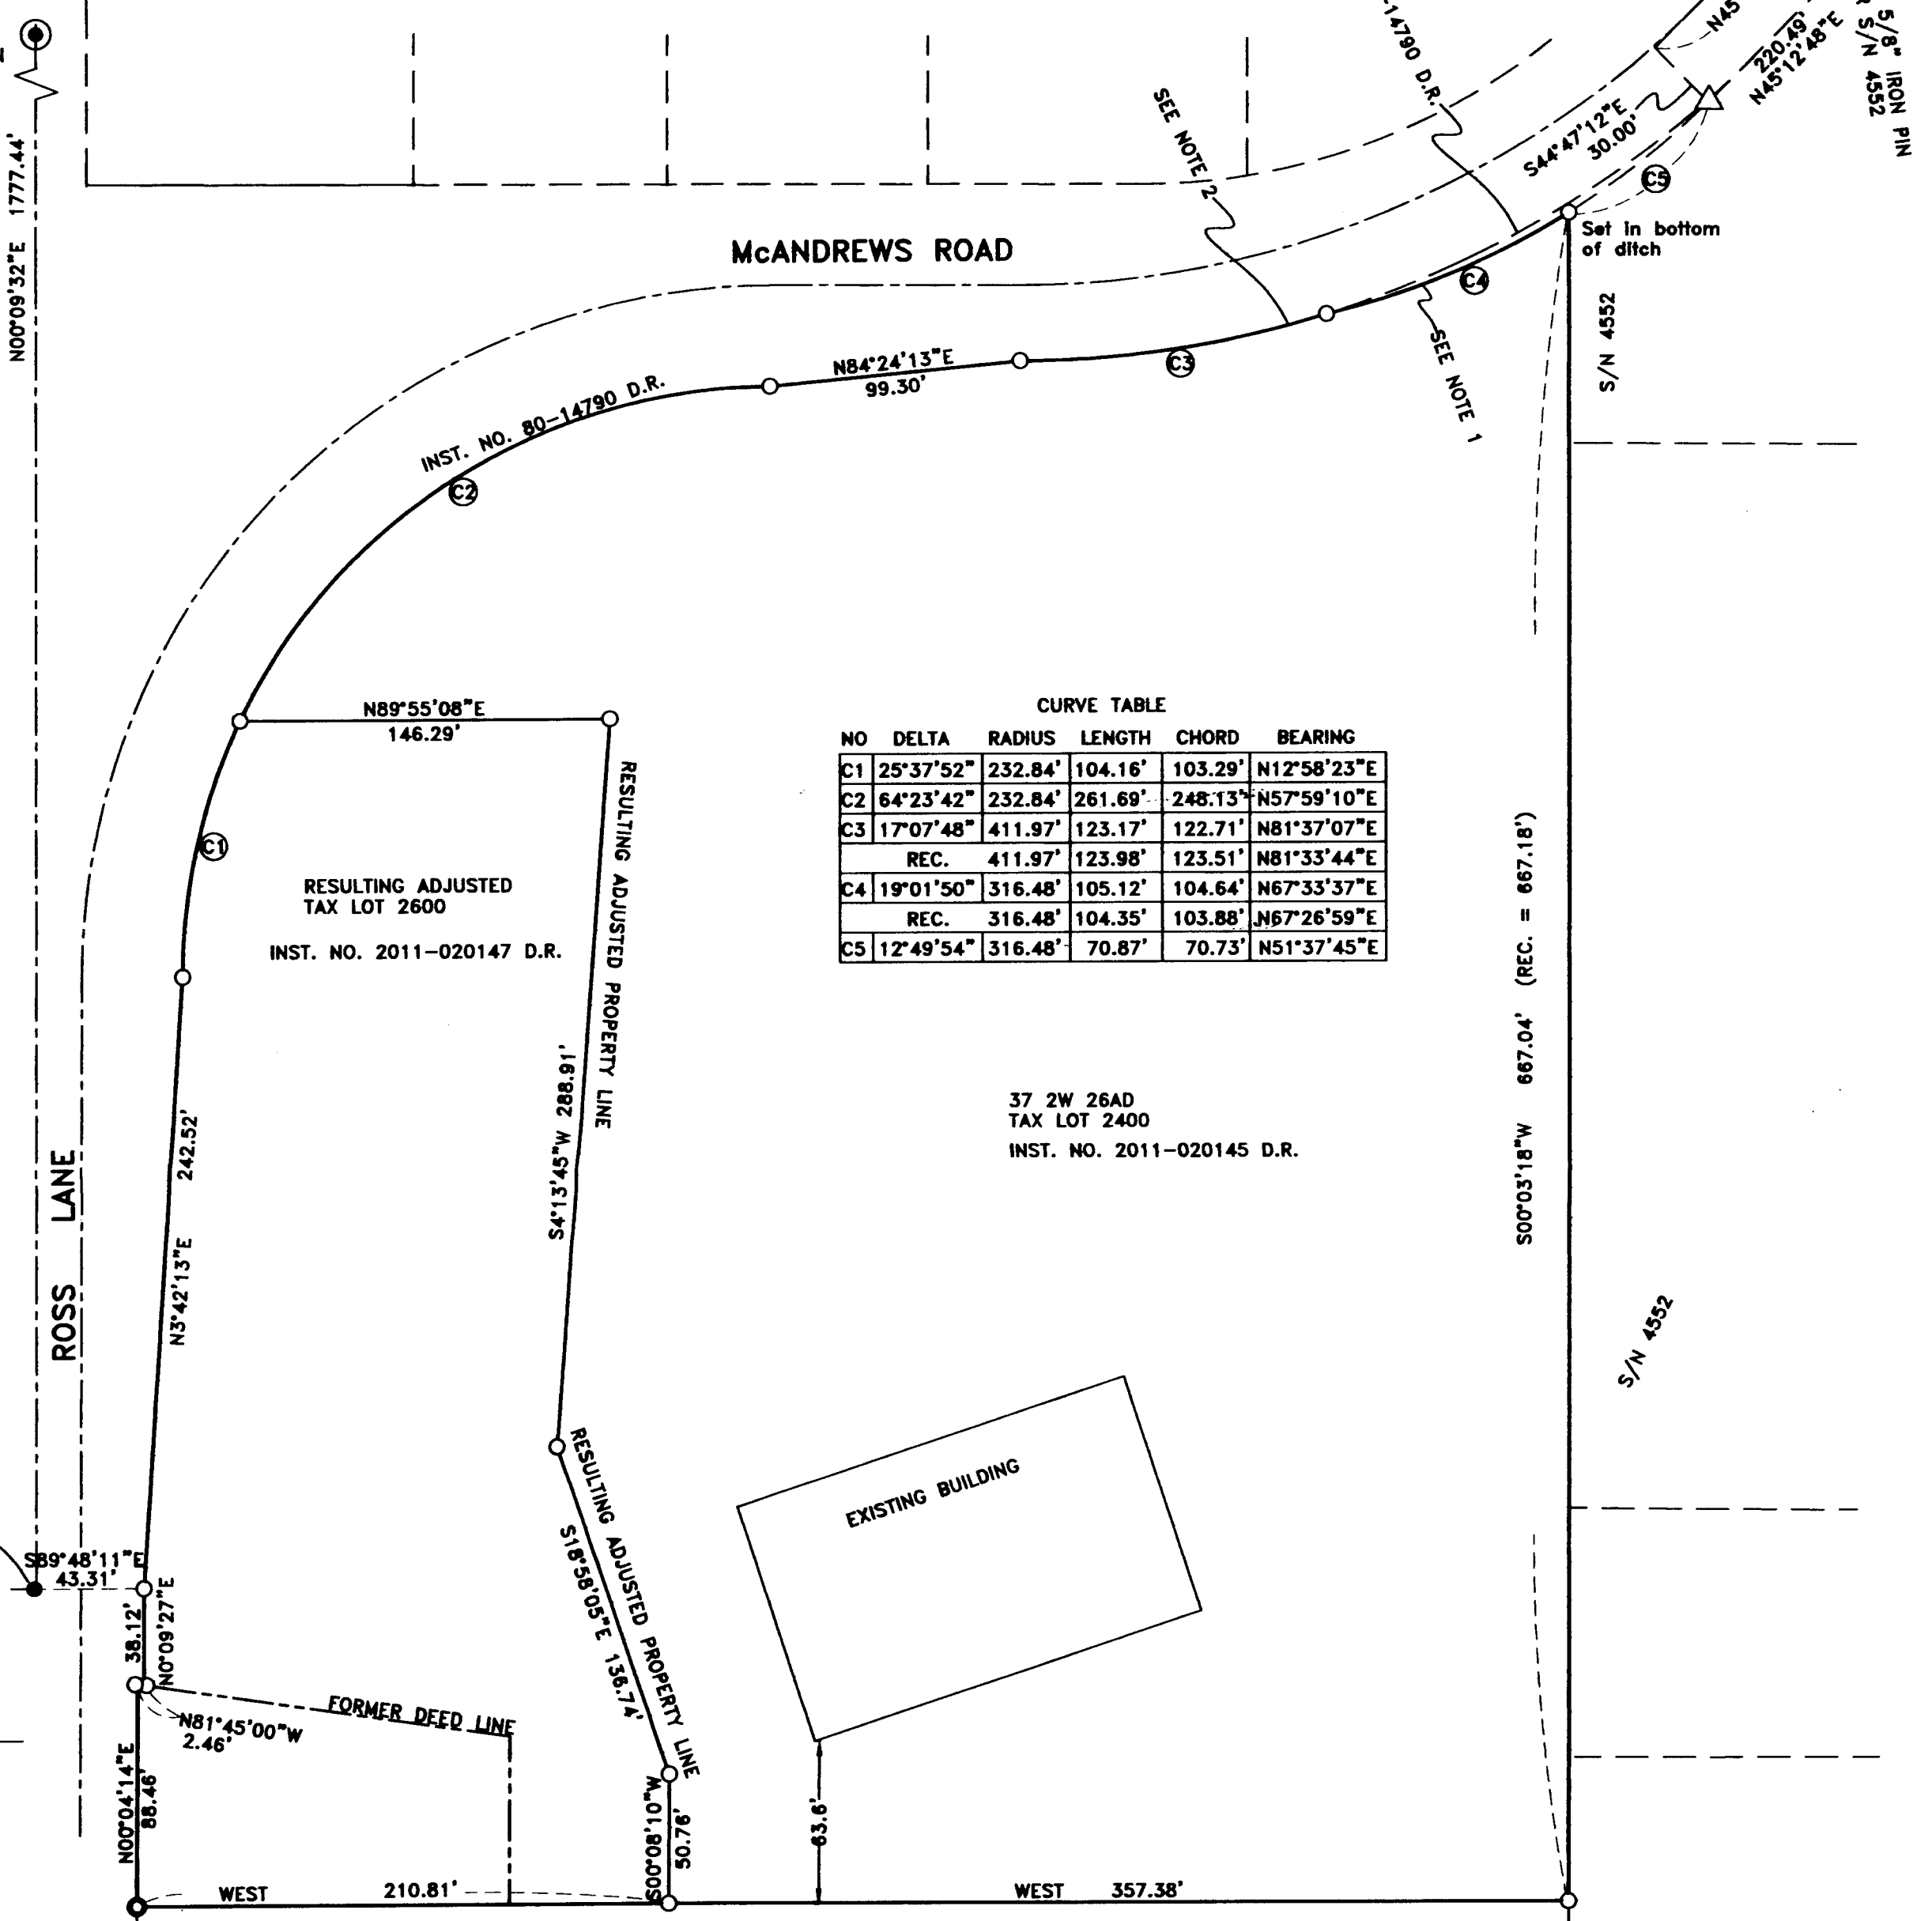 N00°09'32"E 1777.44'
-14790 D.R.
SEE NOTE 2
N45°
220.49'
N45°12'48"E
5/8" IRON PIN
S/N 4552
S44°47'12"E
30.00'
C5
McANDREWS ROAD
Set in bottom
of ditch
C4
S/N 4552
SEE NOTE 1
N84°24'13"E
99.30'
C3
INST. NO. 80-14790 D.R.
C2
N89°55'08"E
146.29'
C1
RESULTING ADJUSTED
TAX LOT 2600
INST. NO. 2011-020147 D.R.
RESULTING ADJUSTED PROPERTY LINE
S4°13'45"W 288.91'
CURVE TABLE
NO DELTA RADIUS LENGTH CHORD BEARING
C1 25°37'52" 232.84' 104.16' 103.29' N12°58'23"E
C2 64°23'42" 232.84' 261.69' 248.13' N57°59'10"E
C3 17°07'48" 411.97' 123.17' 122.71' N81°37'07"E
REC. 411.97' 123.98' 123.51' N81°33'44"E
C4 19°01'50" 316.48' 105.12' 104.64' N67°33'37"E
REC. 316.48' 104.35' 103.88' N67°26'59"E
C5 12°49'54" 316.48' 70.87' 70.73' N51°37'45"E
S00°03'18"W 667.04' (REC. = 667.18')
37 2W 26AD
TAX LOT 2400
INST. NO. 2011-020145 D.R.
ROSS LANE
N3°42'13"E 242.52'
S/N 4552
EXISTING BUILDING
RESULTING ADJUSTED PROPERTY LINE
S18°58'05"E 136.74'
S89°48'11"E
43.31'
38.12'
N0°09'27"E
FORMER DEED LINE
N81°45'00"W
2.46'
N00°04'14"E
88.46'
S00°08'10"W
50.76'
63.6'
WEST 210.81'
WEST 357.38'